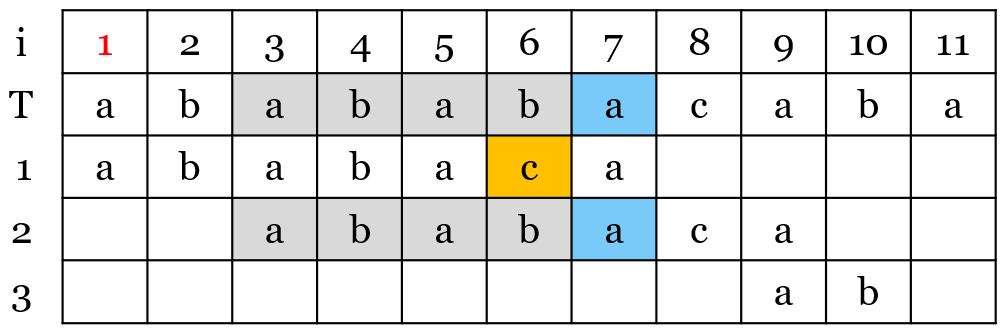 i 1 2 3 4 5 6 7 8 9 10 11
T a b a b a b a c a b a
1 a b a b a c a
2 a b a b a c a
3 a b